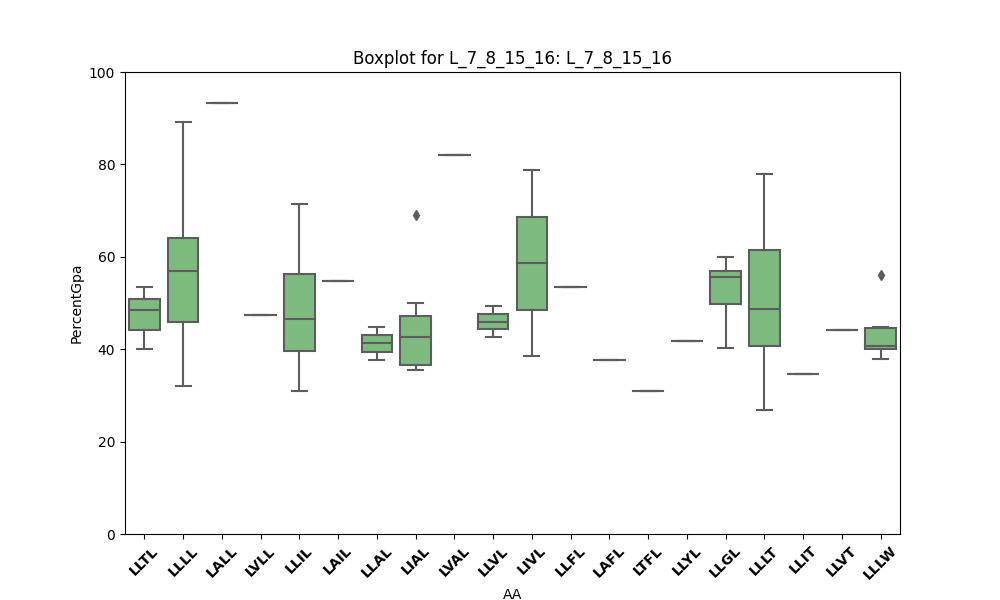 Boxplot for L_7_8_15_16: L_7_8_15_16
100
80
60
40
20
0
PercentGpa
LLTL LLLL LALL LVLL LLIL LAIL LLAL LIAL LVAL LLVL LIVL LLFL LAFL LTFL LLYL LLGL LLLT LLIT LLVT LLLW
AA